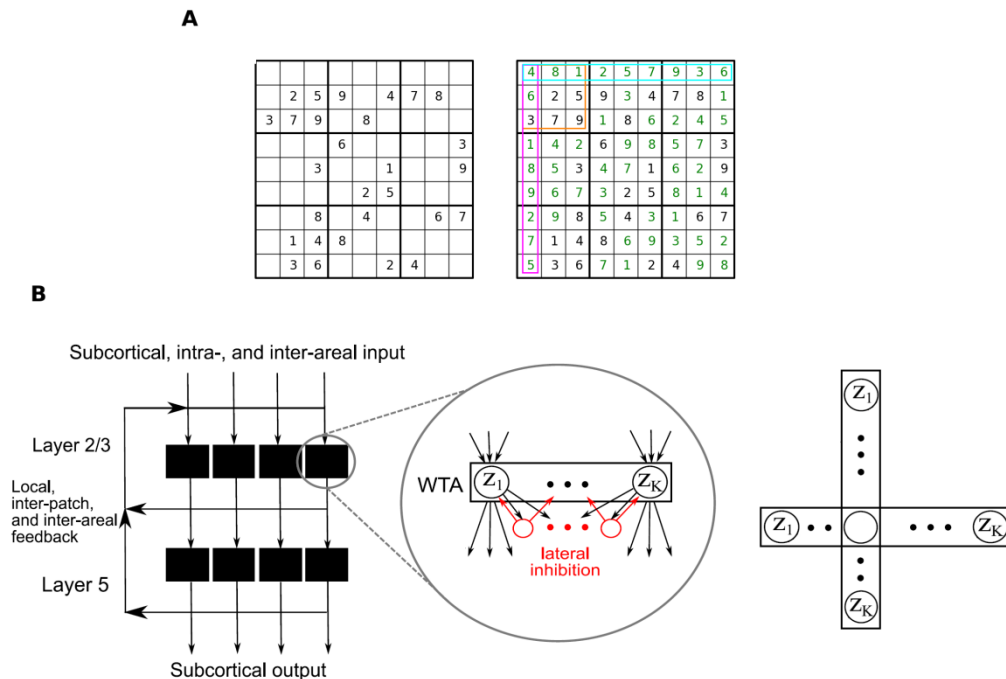 A
4 8 1 2 5 7 9 3 6
2 5 9 4 7 8 6 2 5 9 3 4 7 8 1
3 7 9 8 3 7 9 1 8 6 2 4 5
6 3 1 4 2 6 9 8 5 7 3
3 1 9 8 5 3 4 7 1 6 2 9
2 5 9 6 7 3 2 5 8 1 4
8 4 6 7 2 9 8 5 4 3 1 6 7
1 4 8 7 1 4 8 6 9 3 5 2
3 6 2 4 5 3 6 7 1 2 4 9 8
B
Subcortical, intra-, and inter-areal input
Layer 2/3
Local,
inter-patch,
and inter-areal
feedback
Layer 5
Subcortical output
WTA
Z1 ••• ZK
•••
lateral
inhibition
Z1
•••
Z1 •• ••• ZK
••
ZK